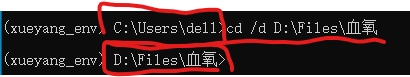 (xueyang_env) C:\Users\dell>cd /d D:\Files\血氧
(xueyang_env) D:\Files\血氧>